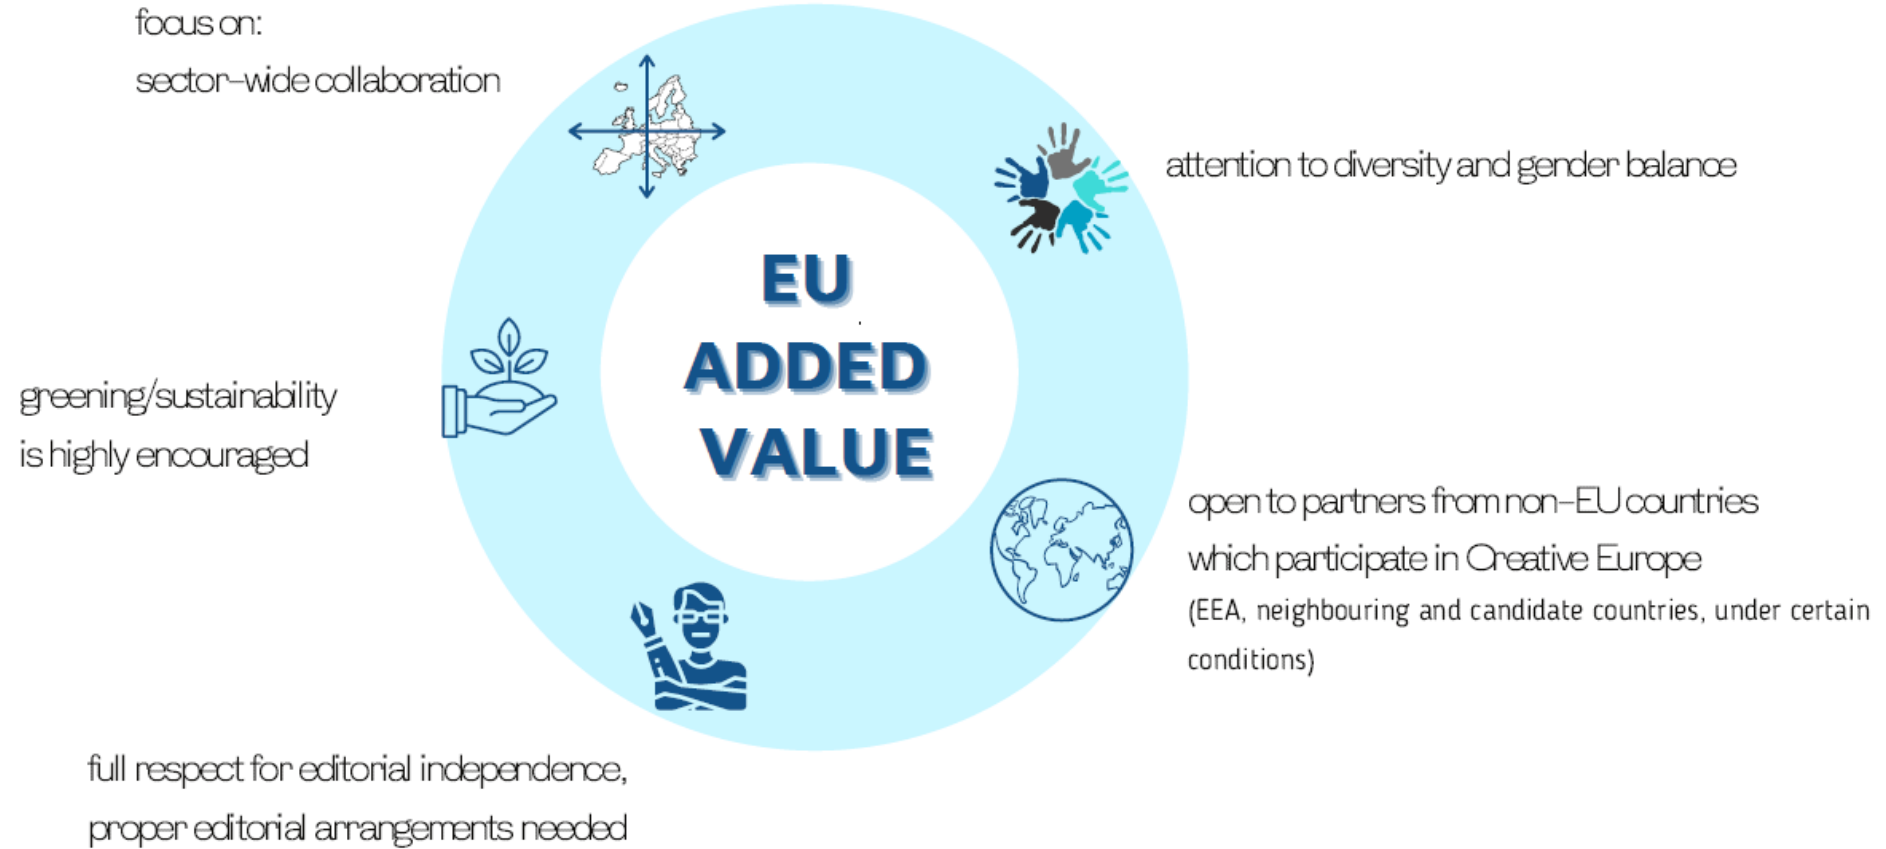 focus on:
sector-wide collaboration
attention to diversity and gender balance
EU
ADDED
VALUE
greening/sustainability
is highly encouraged
open to partners from non-EU countries
which participate in Creative Europe
(EEA, neighbouring and candidate countries, under certain
conditions)
full respect for editorial independence,
proper editorial arrangements needed